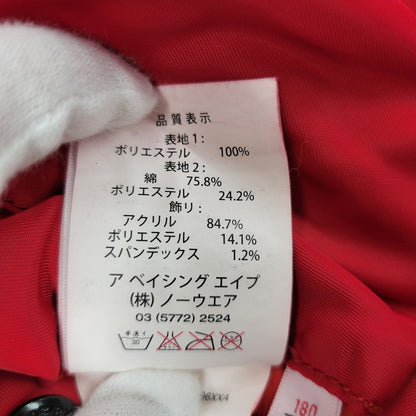 品質表示
表地1:
ポリエステル 100%
表地2:
綿 75.8%
ポリエステル 24.2%
飾り:
アクリル 84.7%
ポリエステル 14.1%
スパンデックス 1.2%
ア ベイシング エイプ
(株) ノーウエア
03 (5772) 2524
手洗イ
30
180